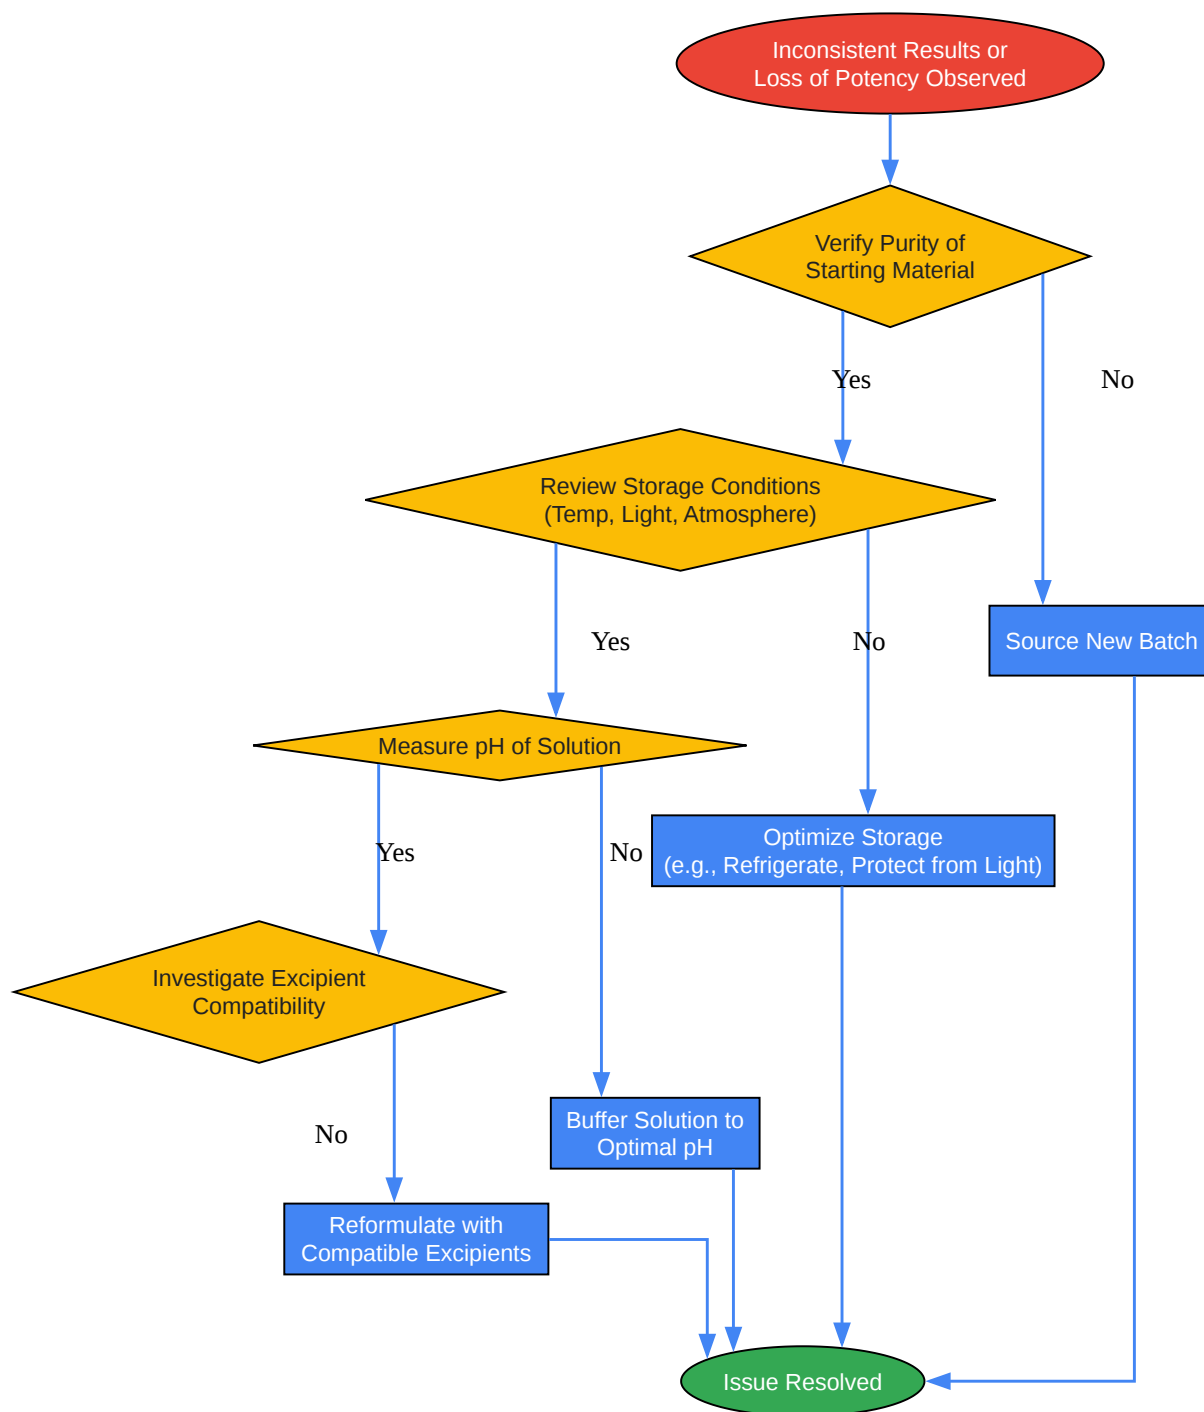 Inconsistent Results or
Loss of Potency Observed
Verify Purity of
Starting Material
Yes
No
Review Storage Conditions
(Temp, Light, Atmosphere)
Yes
No
Source New Batch
Measure pH of Solution
Yes
No
Optimize Storage
(e.g., Refrigerate, Protect from Light)
Investigate Excipient
Compatibility
No
Buffer Solution to
Optimal pH
Reformulate with
Compatible Excipients
Issue Resolved